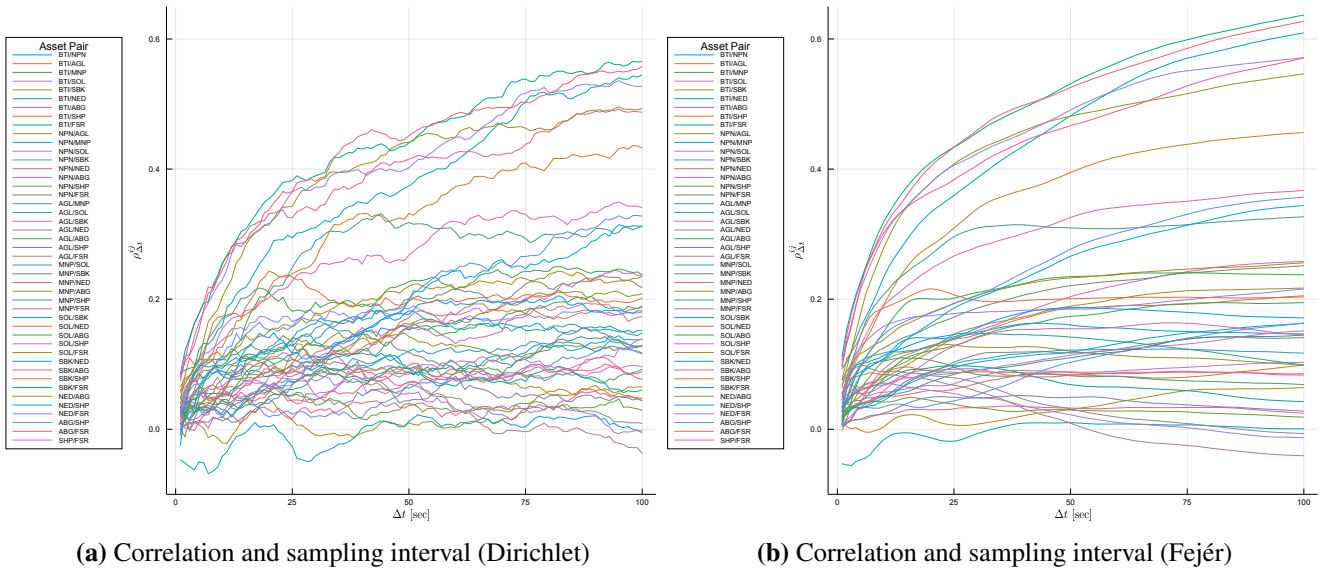 Asset Pair
BTI/NPN
BTI/AGL
BTI/MNP
BTI/SOL
BTI/SBK
BTI/NED
BTI/ABG
BTI/SHP
BTI/FSR
NPN/AGL
NPN/MNP
NPN/SOL
NPN/SBK
NPN/NED
NPN/ABG
NPN/SHP
NPN/FSR
AGL/MNP
AGL/SOL
AGL/SBK
AGL/NED
AGL/ABG
AGL/SHP
AGL/FSR
MNP/SOL
MNP/SBK
MNP/NED
MNP/ABG
MNP/SHP
MNP/FSR
SOL/SBK
SOL/NED
SOL/ABG
SOL/SHP
SOL/FSR
SBK/NED
SBK/ABG
SBK/SHP
SBK/FSR
NED/ABG
NED/SHP
NED/FSR
ABG/SHP
ABG/FSR
SHP/FSR
0.6
0.4
0.2
0.0
ρ^{ij}_{Δt}
0
25
50
75
100
Δt [sec]
(a) Correlation and sampling interval (Dirichlet)
Asset Pair
BTI/NPN
BTI/AGL
BTI/MNP
BTI/SOL
BTI/SBK
BTI/NED
BTI/ABG
BTI/SHP
BTI/FSR
NPN/AGL
NPN/MNP
NPN/SOL
NPN/SBK
NPN/NED
NPN/ABG
NPN/SHP
NPN/FSR
AGL/MNP
AGL/SOL
AGL/SBK
AGL/NED
AGL/ABG
AGL/SHP
AGL/FSR
MNP/SOL
MNP/SBK
MNP/NED
MNP/ABG
MNP/SHP
MNP/FSR
SOL/SBK
SOL/NED
SOL/ABG
SOL/SHP
SOL/FSR
SBK/NED
SBK/ABG
SBK/SHP
SBK/FSR
NED/ABG
NED/SHP
NED/FSR
ABG/SHP
ABG/FSR
SHP/FSR
0.6
0.4
0.2
0.0
ρ^{ij}_{Δt}
0
25
50
75
100
Δt [sec]
(b) Correlation and sampling interval (Fejér)